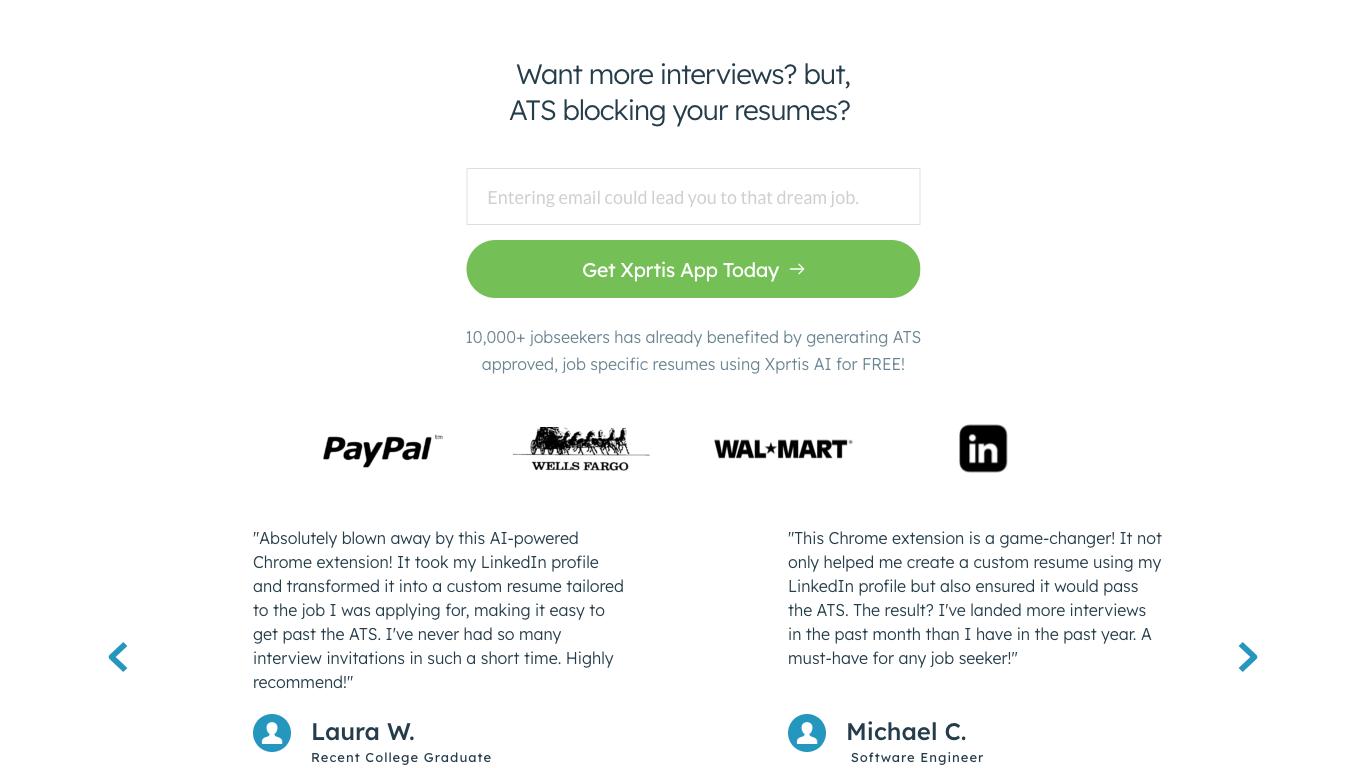 Want more interviews? but,
ATS blocking your resumes?
Entering email could lead you to that dream job.
Get Xprtis App Today →
10,000+ jobseekers has already benefited by generating ATS
approved, job specific resumes using Xprtis AI for FREE!
PayPal tm
WELLS FARGO
WAL★MART®
in
"Absolutely blown away by this AI-powered
Chrome extension! It took my LinkedIn profile
and transformed it into a custom resume tailored
to the job I was applying for, making it easy to
get past the ATS. I've never had so many
interview invitations in such a short time. Highly
recommend!"
Laura W.
Recent College Graduate
"This Chrome extension is a game-changer! It not
only helped me create a custom resume using my
LinkedIn profile but also ensured it would pass
the ATS. The result? I've landed more interviews
in the past month than I have in the past year. A
must-have for any job seeker!"
Michael C.
Software Engineer